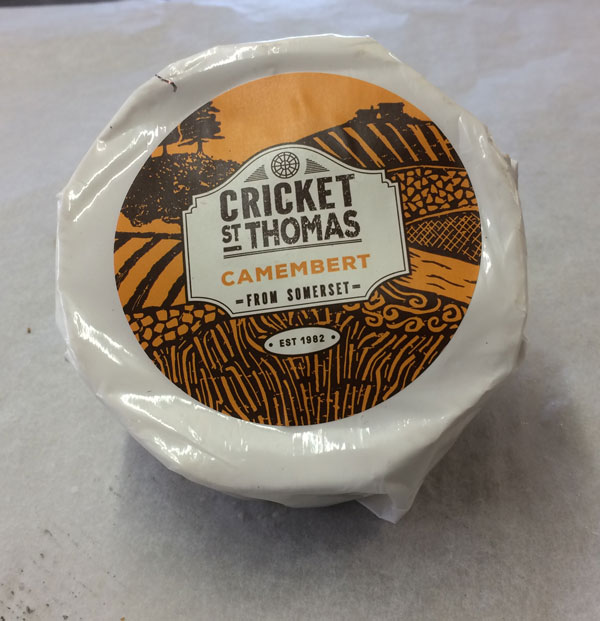 CRICKET
ST THOMAS
CAMEMBERT
-FROM SOMERSET-
• EST 1982 •